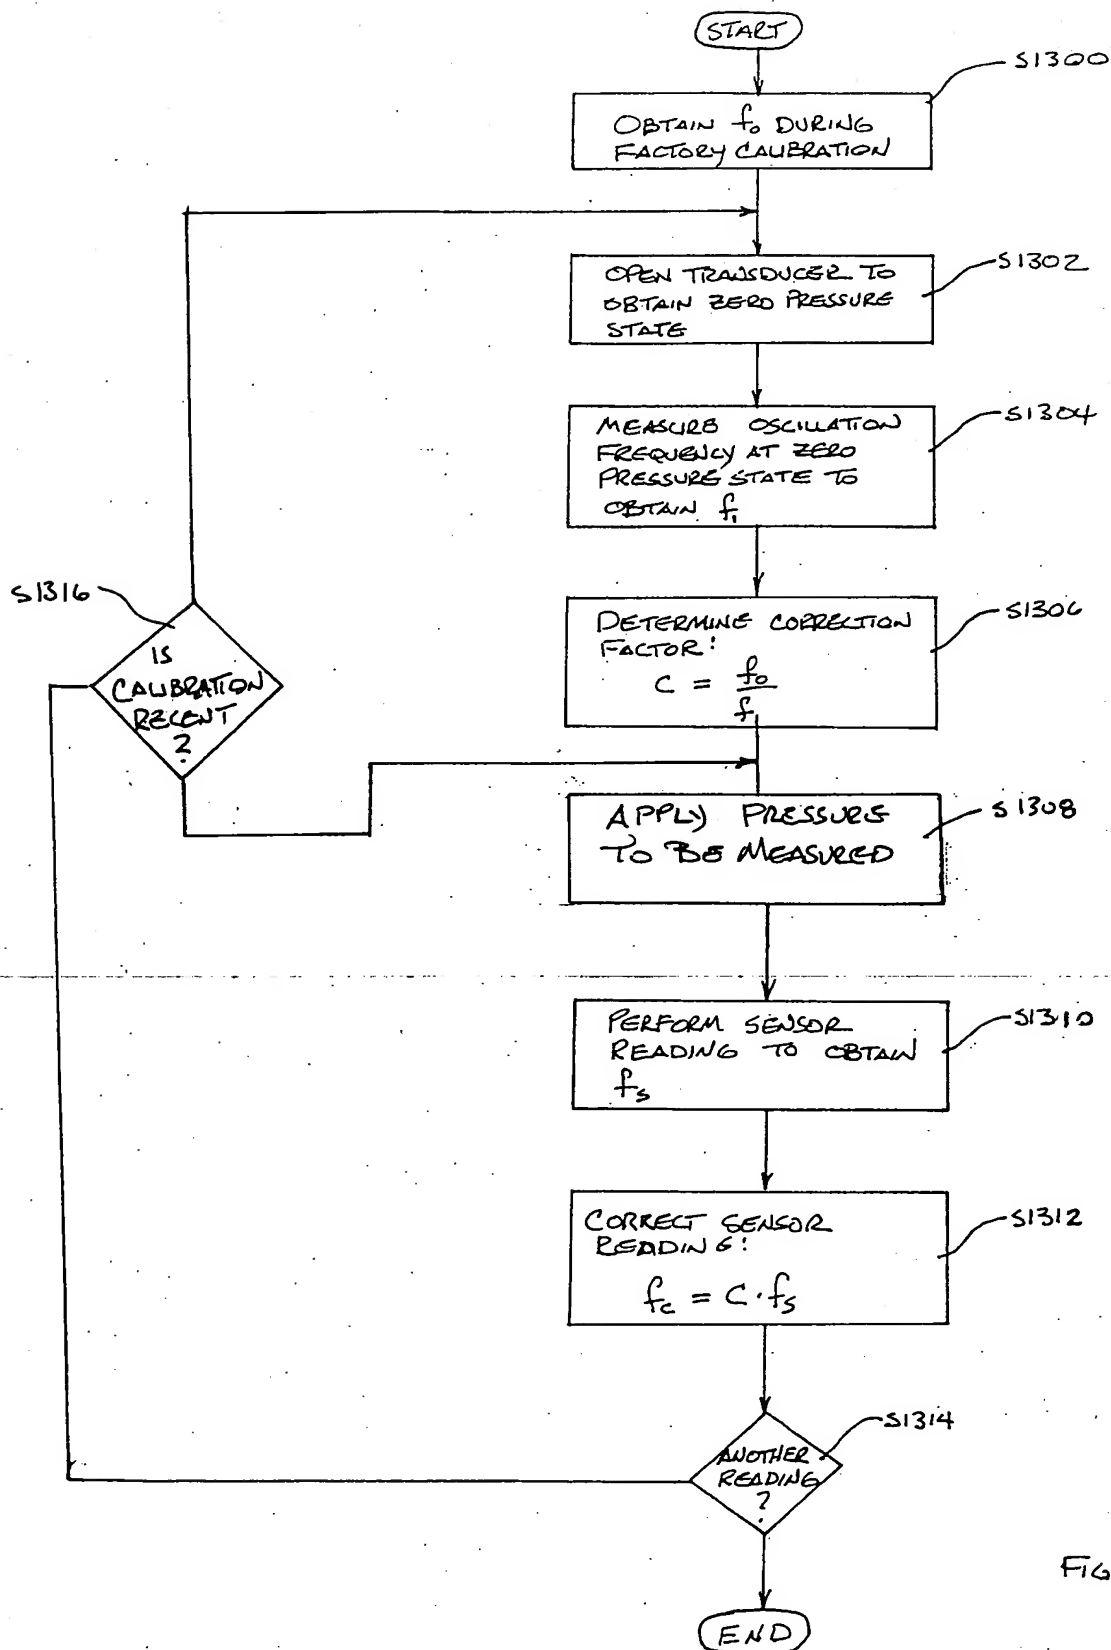 START
S1300
OBTAIN f₀ DURING
FACTORY CALIBRATION
S1302
OPEN TRANSDUCER TO
OBTAIN ZERO PRESSURE
STATE
S1304
MEASURE OSCILLATION
FREQUENCY AT ZERO
PRESSURE STATE TO
OBTAIN f₁
S1306
DETERMINE CORRECTION
FACTOR:
C = f₀/f₁
S1316
IS
CALIBRATION
RECENT
?
S1308
APPLY PRESSURE
TO BE MEASURED
S1310
PERFORM SENSOR
READING TO OBTAIN
fₛ
S1312
CORRECT SENSOR
READING:
f_c = C·fₛ
S1314
ANOTHER
READING
?
END
FIG